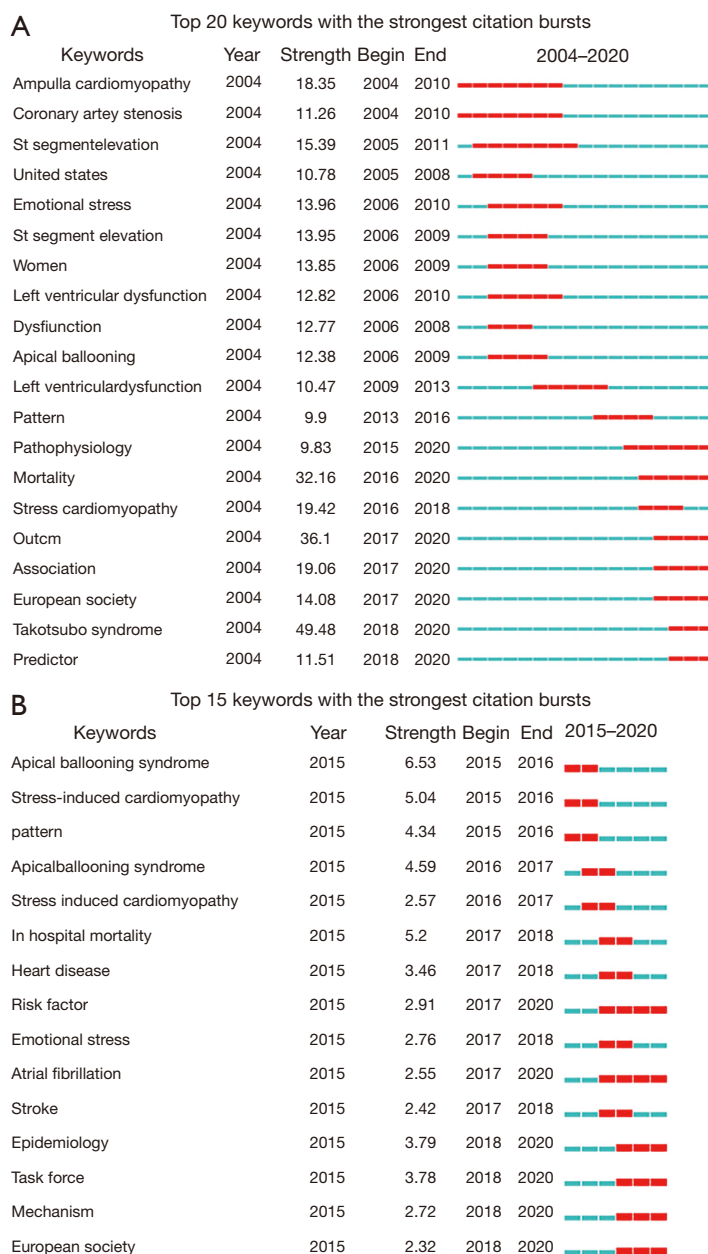 A
Top 20 keywords with the strongest citation bursts
Keywords Year Strength Begin End 2004–2020
Ampulla cardiomyopathy 2004 18.35 2004 2010
Coronary artey stenosis 2004 11.26 2004 2010
St segmentelevation 2004 15.39 2005 2011
United states 2004 10.78 2005 2008
Emotional stress 2004 13.96 2006 2010
St segment elevation 2004 13.95 2006 2009
Women 2004 13.85 2006 2009
Left ventricular dysfunction 2004 12.82 2006 2010
Dysfiunction 2004 12.77 2006 2008
Apical ballooning 2004 12.38 2006 2009
Left ventriculardysfunction 2004 10.47 2009 2013
Pattern 2004 9.9 2013 2016
Pathophysiology 2004 9.83 2015 2020
Mortality 2004 32.16 2016 2020
Stress cardiomyopathy 2004 19.42 2016 2018
Outcm 2004 36.1 2017 2020
Association 2004 19.06 2017 2020
European society 2004 14.08 2017 2020
Takotsubo syndrome 2004 49.48 2018 2020
Predictor 2004 11.51 2018 2020
B
Top 15 keywords with the strongest citation bursts
Keywords Year Strength Begin End 2015–2020
Apical ballooning syndrome 2015 6.53 2015 2016
Stress-induced cardiomyopathy 2015 5.04 2015 2016
pattern 2015 4.34 2015 2016
Apicalballooning syndrome 2015 4.59 2016 2017
Stress induced cardiomyopathy 2015 2.57 2016 2017
In hospital mortality 2015 5.2 2017 2018
Heart disease 2015 3.46 2017 2018
Risk factor 2015 2.91 2017 2020
Emotional stress 2015 2.76 2017 2018
Atrial fibrillation 2015 2.55 2017 2020
Stroke 2015 2.42 2017 2018
Epidemiology 2015 3.79 2018 2020
Task force 2015 3.78 2018 2020
Mechanism 2015 2.72 2018 2020
European society 2015 2.32 2018 2020